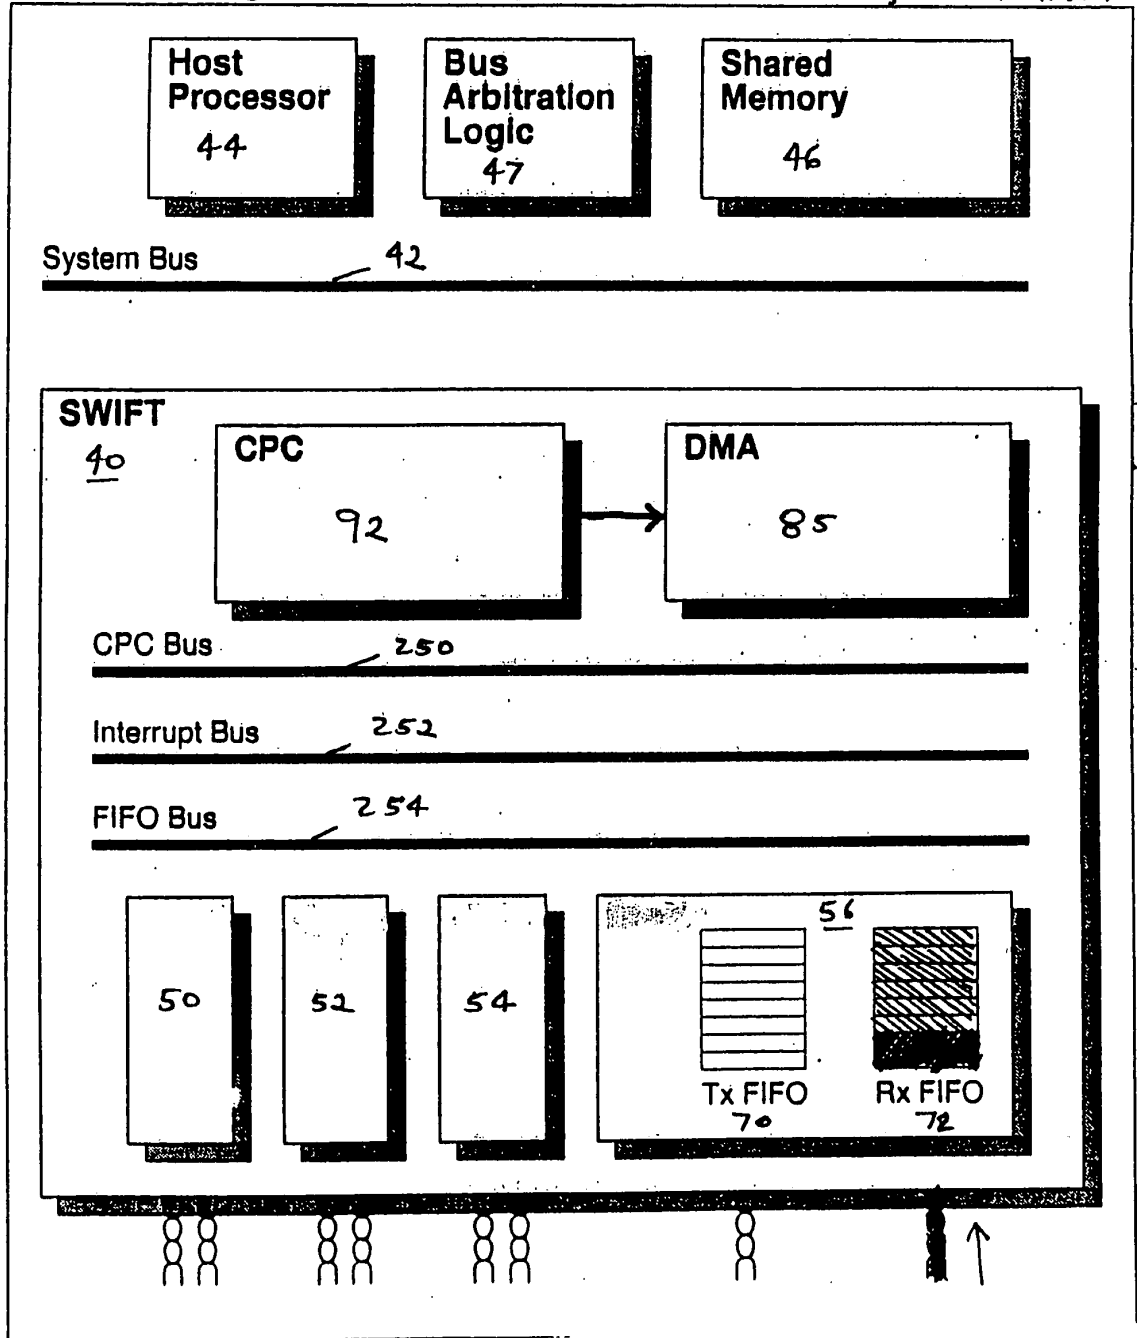 Host
Processor
44
Bus
Arbitration
Logic
47
Shared
Memory
46
System Bus
42
SWIFT
40
CPC
92
DMA
85
CPC Bus
250
Interrupt Bus
252
FIFO Bus
254
50
52
54
56
Tx FIFO
70
Rx FIFO
72